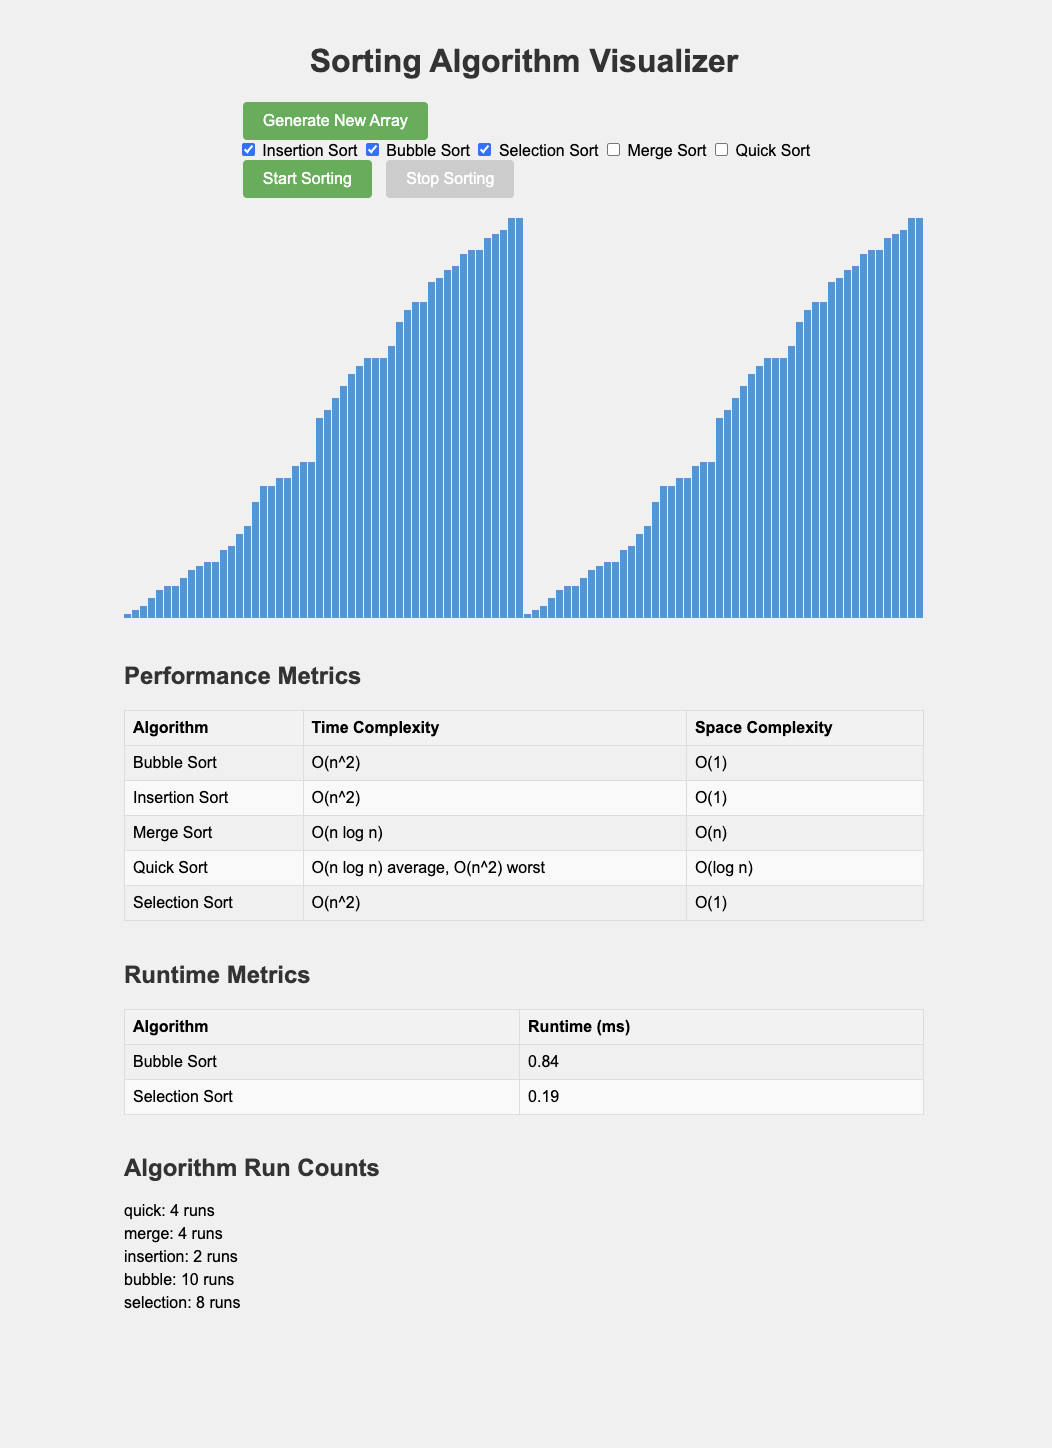 Sorting Algorithm Visualizer
Generate New Array
Insertion Sort Bubble Sort Selection Sort Merge Sort Quick Sort
Start Sorting Stop Sorting
Performance Metrics
Algorithm Time Complexity Space Complexity
Bubble Sort O(n^2) O(1)
Insertion Sort O(n^2) O(1)
Merge Sort O(n log n) O(n)
Quick Sort O(n log n) average, O(n^2) worst O(log n)
Selection Sort O(n^2) O(1)
Runtime Metrics
Algorithm Runtime (ms)
Bubble Sort 0.84
Selection Sort 0.19
Algorithm Run Counts
quick: 4 runs
merge: 4 runs
insertion: 2 runs
bubble: 10 runs
selection: 8 runs